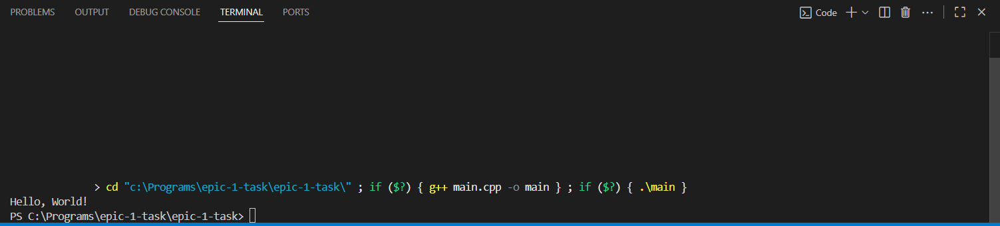 PROBLEMS OUTPUT DEBUG CONSOLE TERMINAL PORTS Code
> cd "c:\Programs\epic-1-task\epic-1-task\" ; if ($?) { g++ main.cpp -o main } ; if ($?) { .\main }
Hello, World!
PS C:\Programs\epic-1-task\epic-1-task>